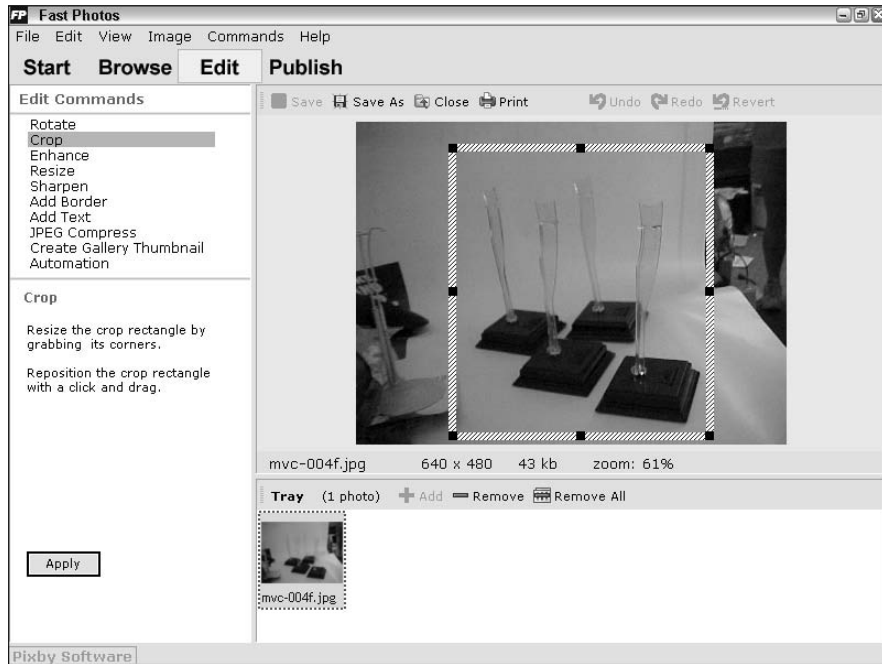 FP Fast Photos
File Edit View Image Commands Help
Start Browse Edit Publish
Edit Commands
Rotate
Crop
Enhance
Resize
Sharpen
Add Border
Add Text
JPEG Compress
Create Gallery Thumbnail
Automation
Crop
Resize the crop rectangle by
grabbing its corners.
Reposition the crop rectangle
with a click and drag.
Apply
Save Save As Close Print Undo Redo Revert
mvc-004f.jpg 640 x 480 43 kb zoom: 61%
Tray (1 photo) Add Remove Remove All
mvc-004f.jpg
Pixby Software